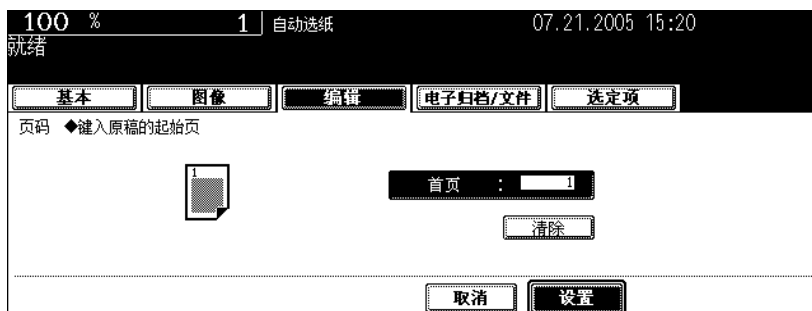 100 % 1 自动选纸 07.21.2005 15:20
就绪
基本 图像 编辑 电子归档/文件 选定项
页码 ◆键入原稿的起始页
1
首页 : 1
清除
取消 设置